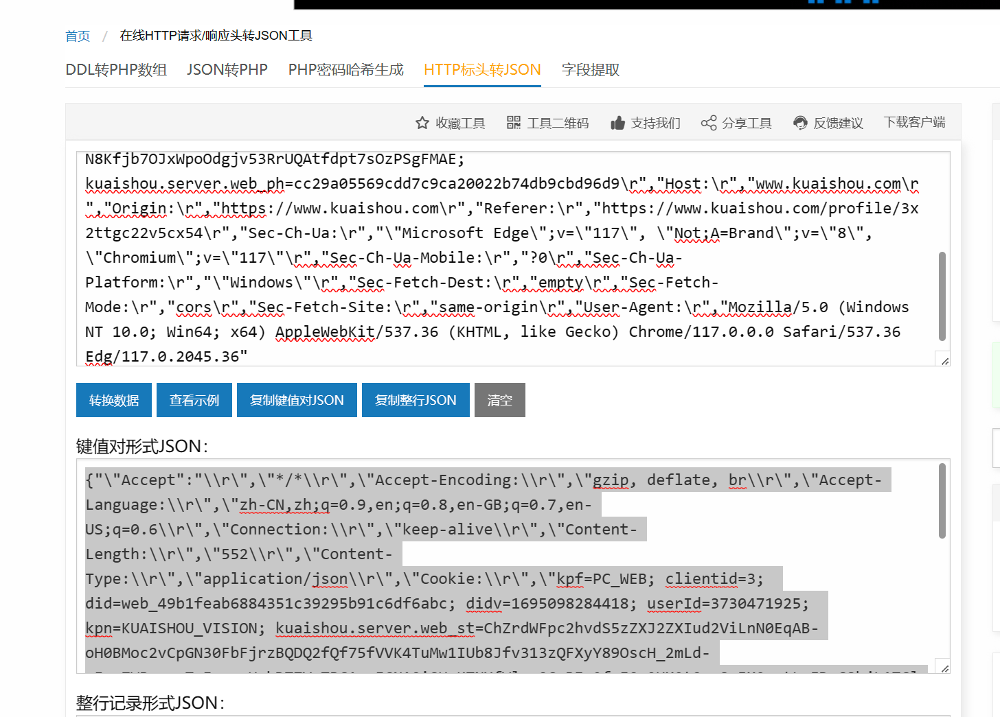 首页 / 在线HTTP请求/响应头转JSON工具
DDL转PHP数组 JSON转PHP PHP密码哈希生成 HTTP标头转JSON 字段提取
收藏工具 工具二维码 支持我们 分享工具 反馈建议 下载客户端
N8Kfjb7OJxWpoOdgjv53RrUQAtfdpt7sOzPSgFMAE;
kuaishou.server.web_ph=cc29a05569cdd7c9ca20022b74db9cbd96d9\r","Host:\r","www.kuaishou.com\r
","Origin:\r","https://www.kuaishou.com\r","Referer:\r","https://www.kuaishou.com/profile/3x
2ttgc22v5cx54\r","Sec-Ch-Ua:\r","\"Microsoft Edge\";v=\"117\", \"Not;A=Brand\";v=\"8\",
\"Chromium\";v=\"117\"\r","Sec-Ch-Ua-Mobile:\r","?0\r","Sec-Ch-Ua-
Platform:\r","\"Windows\"\r","Sec-Fetch-Dest:\r","empty\r","Sec-Fetch-
Mode:\r","cors\r","Sec-Fetch-Site:\r","same-origin\r","User-Agent:\r","Mozilla/5.0 (Windows
NT 10.0; Win64; x64) AppleWebKit/537.36 (KHTML, like Gecko) Chrome/117.0.0.0 Safari/537.36
Edg/117.0.2045.36"
转换数据 查看示例 复制键值对JSON 复制整行JSON 清空
键值对形式JSON：
{"\"Accept":"\\r\",\"*/*\\r\",\"Accept-Encoding:\\r\",\"gzip, deflate, br\\r\",\"Accept-
Language:\\r\",\"zh-CN,zh;q=0.9,en;q=0.8,en-GB;q=0.7,en-
US;q=0.6\\r\",\"Connection:\\r\",\"keep-alive\\r\",\"Content-
Length:\\r\",\"552\\r\",\"Content-
Type:\\r\",\"application/json\\r\",\"Cookie:\\r\",\"kpf=PC_WEB; clientid=3;
did=web_49b1feab6884351c39295b91c6df6abc; didv=1695098284418; userId=3730471925;
kpn=KUAISHOU_VISION; kuaishou.server.web_st=ChZrdWFpc2hvdS5zZXJ2ZXIud2ViLnN0EqAB-
oH0BMoc2vCpGN30FbFjrzBQDQ2fQf75fVVK4TuMw1IUb8Jfv313zQFXyY89OscH_2mLd-
整行记录形式JSON：